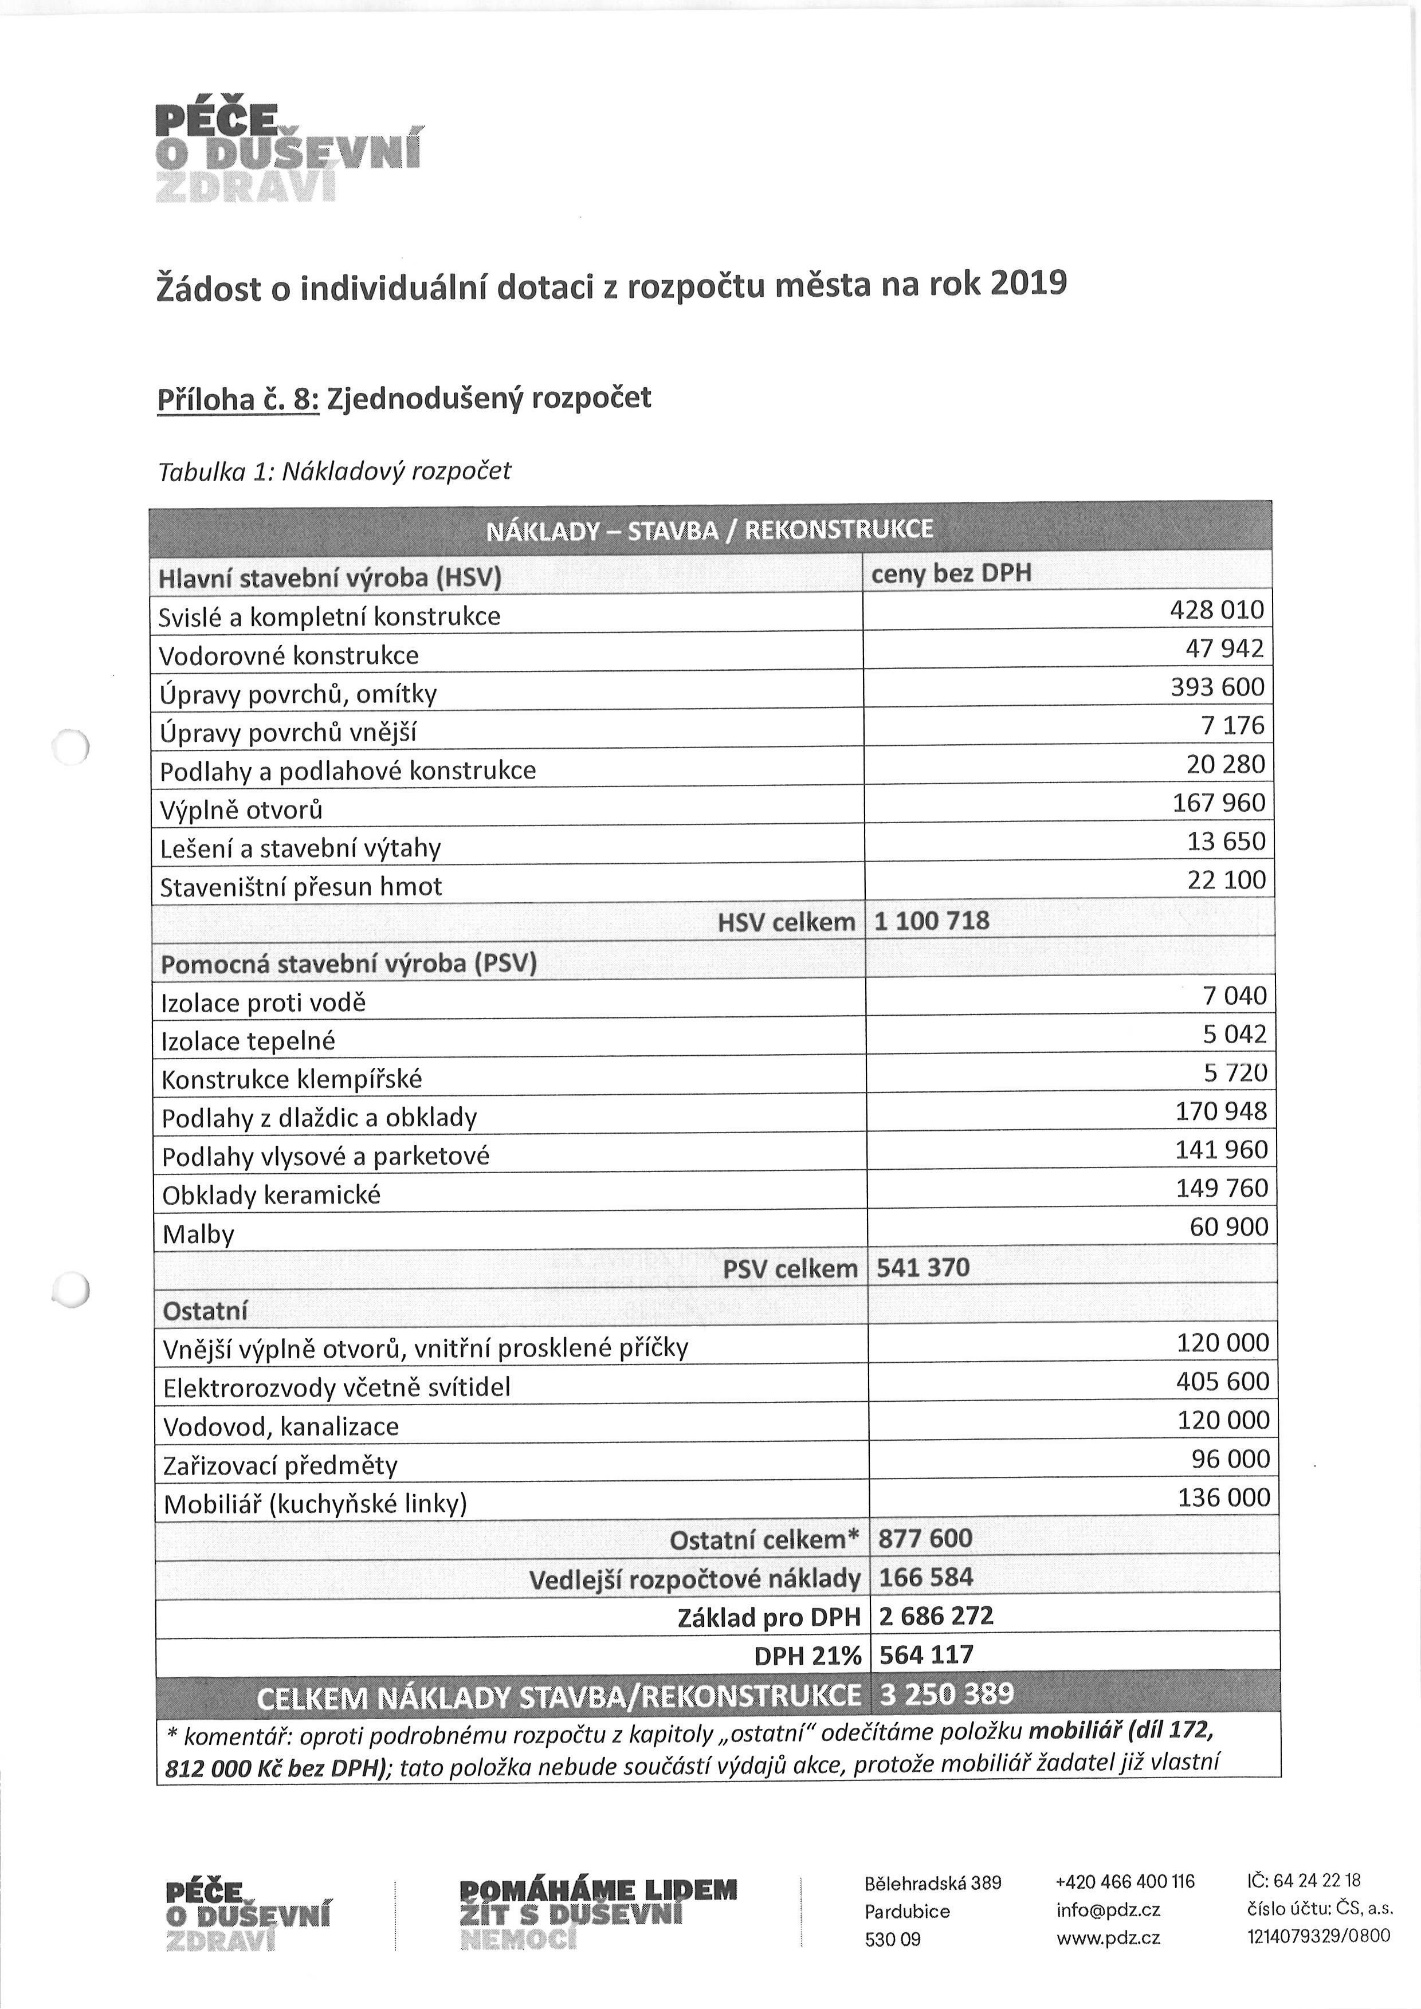 PÉČE
O DUŠEVNÍ
ZDRAVÍ
Žádost o individuální dotaci z rozpočtu města na rok 2019
Příloha č. 8: Zjednodušený rozpočet
Tabulka 1: Nákladový rozpočet
NÁKLADY – STAVBA / REKONSTRUKCE
Hlavní stavební výroba (HSV) ceny bez DPH
Svislé a kompletní konstrukce 428 010
Vodorovné konstrukce 47 942
Úpravy povrchů, omítky 393 600
Úpravy povrchů vnější 7 176
Podlahy a podlahové konstrukce 20 280
Výplně otvorů 167 960
Lešení a stavební výtahy 13 650
Staveništní přesun hmot 22 100
HSV celkem 1 100 718
Pomocná stavební výroba (PSV)
Izolace proti vodě 7 040
Izolace tepelné 5 042
Konstrukce klempířské 5 720
Podlahy z dlaždic a obklady 170 948
Podlahy vlysové a parketové 141 960
Obklady keramické 149 760
Malby 60 900
PSV celkem 541 370
Ostatní
Vnější výplně otvorů, vnitřní prosklené příčky 120 000
Elektrorozvody včetně svítidel 405 600
Vodovod, kanalizace 120 000
Zařizovací předměty 96 000
Mobiliář (kuchyňské linky) 136 000
Ostatní celkem* 877 600
Vedlejší rozpočtové náklady 166 584
Základ pro DPH 2 686 272
DPH 21% 564 117
CELKEM NÁKLADY STAVBA/REKONSTRUKCE 3 250 389
* komentář: oproti podrobnému rozpočtu z kapitoly „ostatní“ odečítáme položku mobiliář (díl 172,
812 000 Kč bez DPH); tato položka nebude součástí výdajů akce, protože mobiliář žadatel již vlastní
PÉČE
O DUŠEVNÍ
ZDRAVÍ
POMÁHÁME LIDEM
ŽÍT S DUŠEVNÍ
NEMOCÍ
Bělehradská 389
Pardubice
530 09
+420 466 400 116
info@pdz.cz
www.pdz.cz
IČ: 64 24 22 18
číslo účtu: ČS, a.s.
1214079329/0800